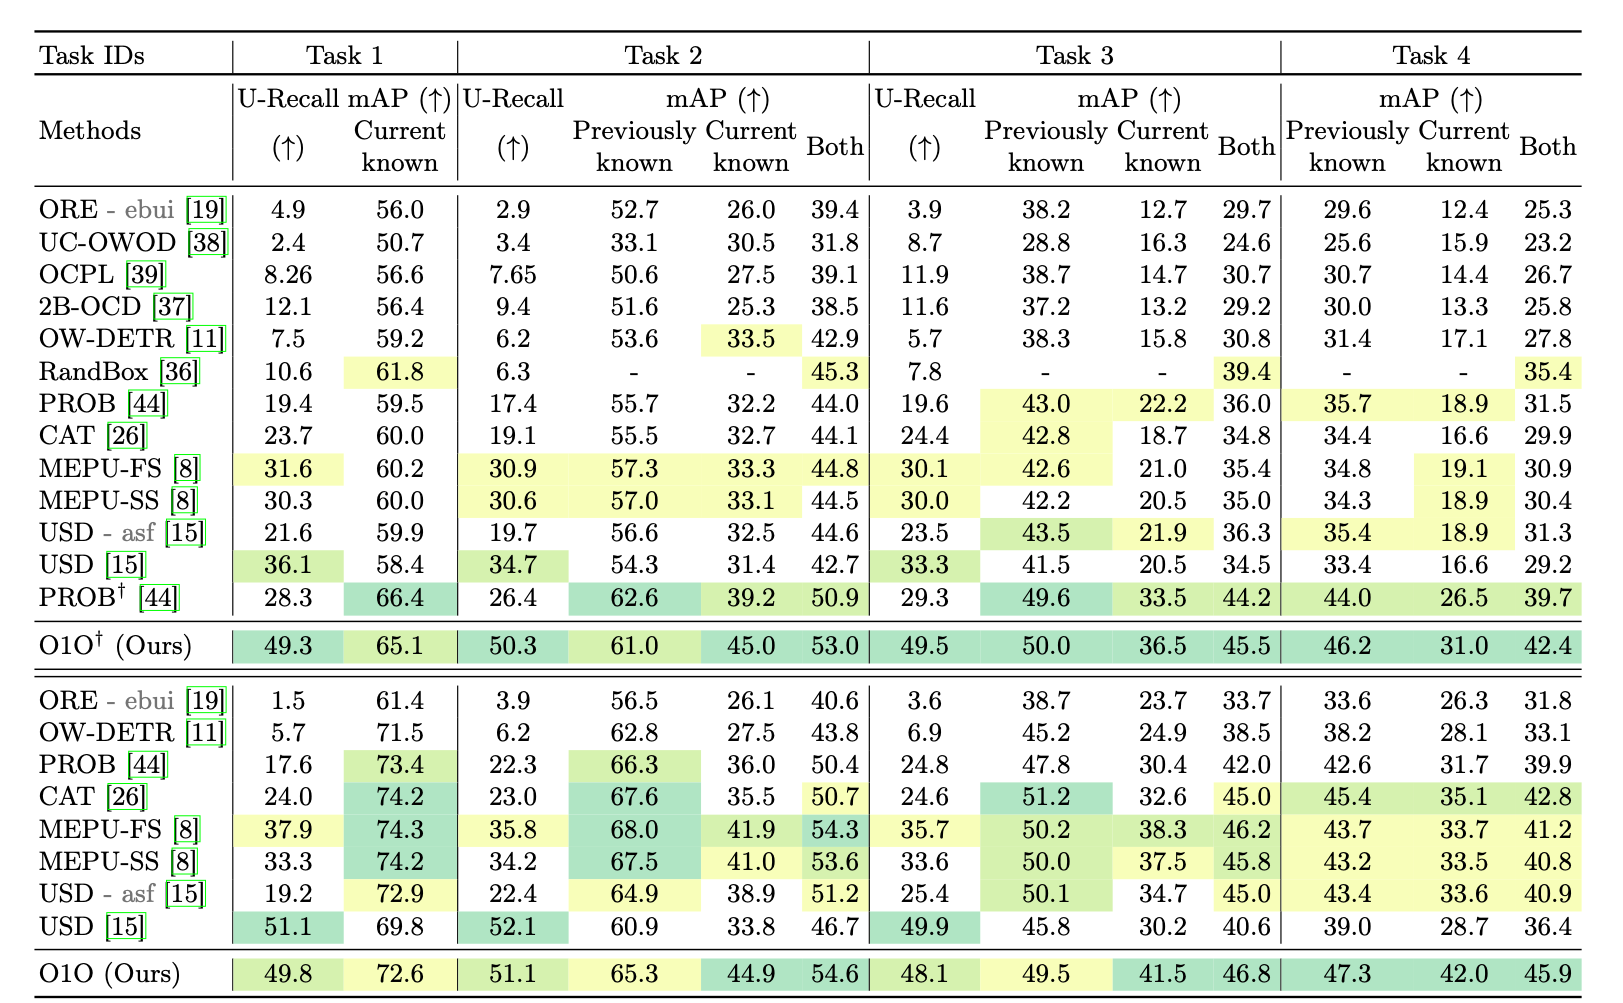 Task IDs Task 1 Task 2 Task 3 Task 4
U-Recall mAP (↑) U-Recall mAP (↑) U-Recall mAP (↑) mAP (↑)
Methods (↑) Current known (↑) Previously known Current known Both (↑) Previously known Current known Both Previously known Current known Both
ORE - ebui [19] 4.9 56.0 2.9 52.7 26.0 39.4 3.9 38.2 12.7 29.7 29.6 12.4 25.3
UC-OWOD [38] 2.4 50.7 3.4 33.1 30.5 31.8 8.7 28.8 16.3 24.6 25.6 15.9 23.2
OCPL [39] 8.26 56.6 7.65 50.6 27.5 39.1 11.9 38.7 14.7 30.7 30.7 14.4 26.7
2B-OCD [37] 12.1 56.4 9.4 51.6 25.3 38.5 11.6 37.2 13.2 29.2 30.0 13.3 25.8
OW-DETR [11] 7.5 59.2 6.2 53.6 33.5 42.9 5.7 38.3 15.8 30.8 31.4 17.1 27.8
RandBox [36] 10.6 61.8 6.3 - - 45.3 7.8 - - 39.4 - - 35.4
PROB [44] 19.4 59.5 17.4 55.7 32.2 44.0 19.6 43.0 22.2 36.0 35.7 18.9 31.5
CAT [26] 23.7 60.0 19.1 55.5 32.7 44.1 24.4 42.8 18.7 34.8 34.4 16.6 29.9
MEPU-FS [8] 31.6 60.2 30.9 57.3 33.3 44.8 30.1 42.6 21.0 35.4 34.8 19.1 30.9
MEPU-SS [8] 30.3 60.0 30.6 57.0 33.1 44.5 30.0 42.2 20.5 35.0 34.3 18.9 30.4
USD - asf [15] 21.6 59.9 19.7 56.6 32.5 44.6 23.5 43.5 21.9 36.3 35.4 18.9 31.3
USD [15] 36.1 58.4 34.7 54.3 31.4 42.7 33.3 41.5 20.5 34.5 33.4 16.6 29.2
PROB† [44] 28.3 66.4 26.4 62.6 39.2 50.9 29.3 49.6 33.5 44.2 44.0 26.5 39.7
O1O† (Ours) 49.3 65.1 50.3 61.0 45.0 53.0 49.5 50.0 36.5 45.5 46.2 31.0 42.4
ORE - ebui [19] 1.5 61.4 3.9 56.5 26.1 40.6 3.6 38.7 23.7 33.7 33.6 26.3 31.8
OW-DETR [11] 5.7 71.5 6.2 62.8 27.5 43.8 6.9 45.2 24.9 38.5 38.2 28.1 33.1
PROB [44] 17.6 73.4 22.3 66.3 36.0 50.4 24.8 47.8 30.4 42.0 42.6 31.7 39.9
CAT [26] 24.0 74.2 23.0 67.6 35.5 50.7 24.6 51.2 32.6 45.0 45.4 35.1 42.8
MEPU-FS [8] 37.9 74.3 35.8 68.0 41.9 54.3 35.7 50.2 38.3 46.2 43.7 33.7 41.2
MEPU-SS [8] 33.3 74.2 34.2 67.5 41.0 53.6 33.6 50.0 37.5 45.8 43.2 33.5 40.8
USD - asf [15] 19.2 72.9 22.4 64.9 38.9 51.2 25.4 50.1 34.7 45.0 43.4 33.6 40.9
USD [15] 51.1 69.8 52.1 60.9 33.8 46.7 49.9 45.8 30.2 40.6 39.0 28.7 36.4
O1O (Ours) 49.8 72.6 51.1 65.3 44.9 54.6 48.1 49.5 41.5 46.8 47.3 42.0 45.9